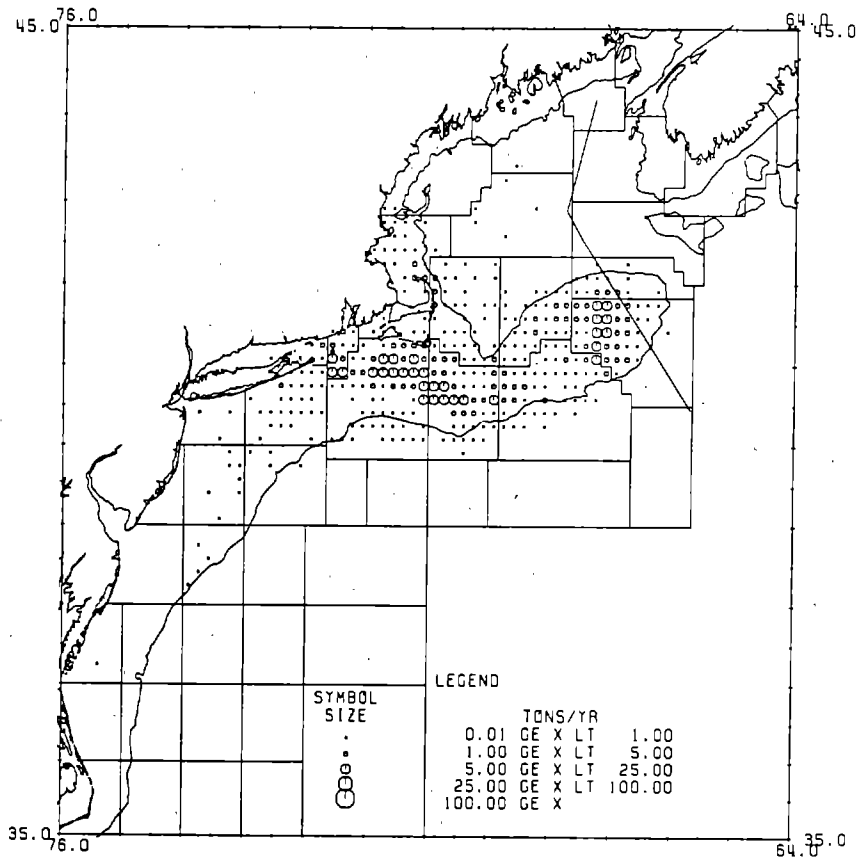 76.0 64.0
45.0 45.0
LEGEND
SYMBOL
SIZE
TONS/YR
0.01 GE X LT 1.00
1.00 GE X LT 5.00
5.00 GE X LT 25.00
25.00 GE X LT 100.00
100.00 GE X
35.0 35.0
76.0 64.0